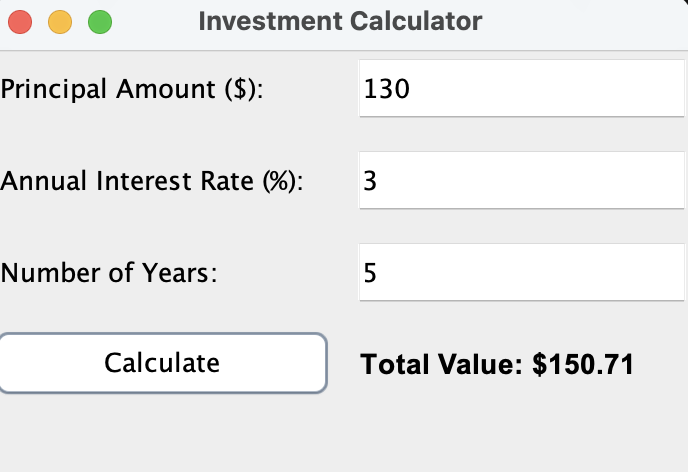 Investment Calculator
Principal Amount ($): 130
Annual Interest Rate (%): 3
Number of Years: 5
Calculate Total Value: $150.71